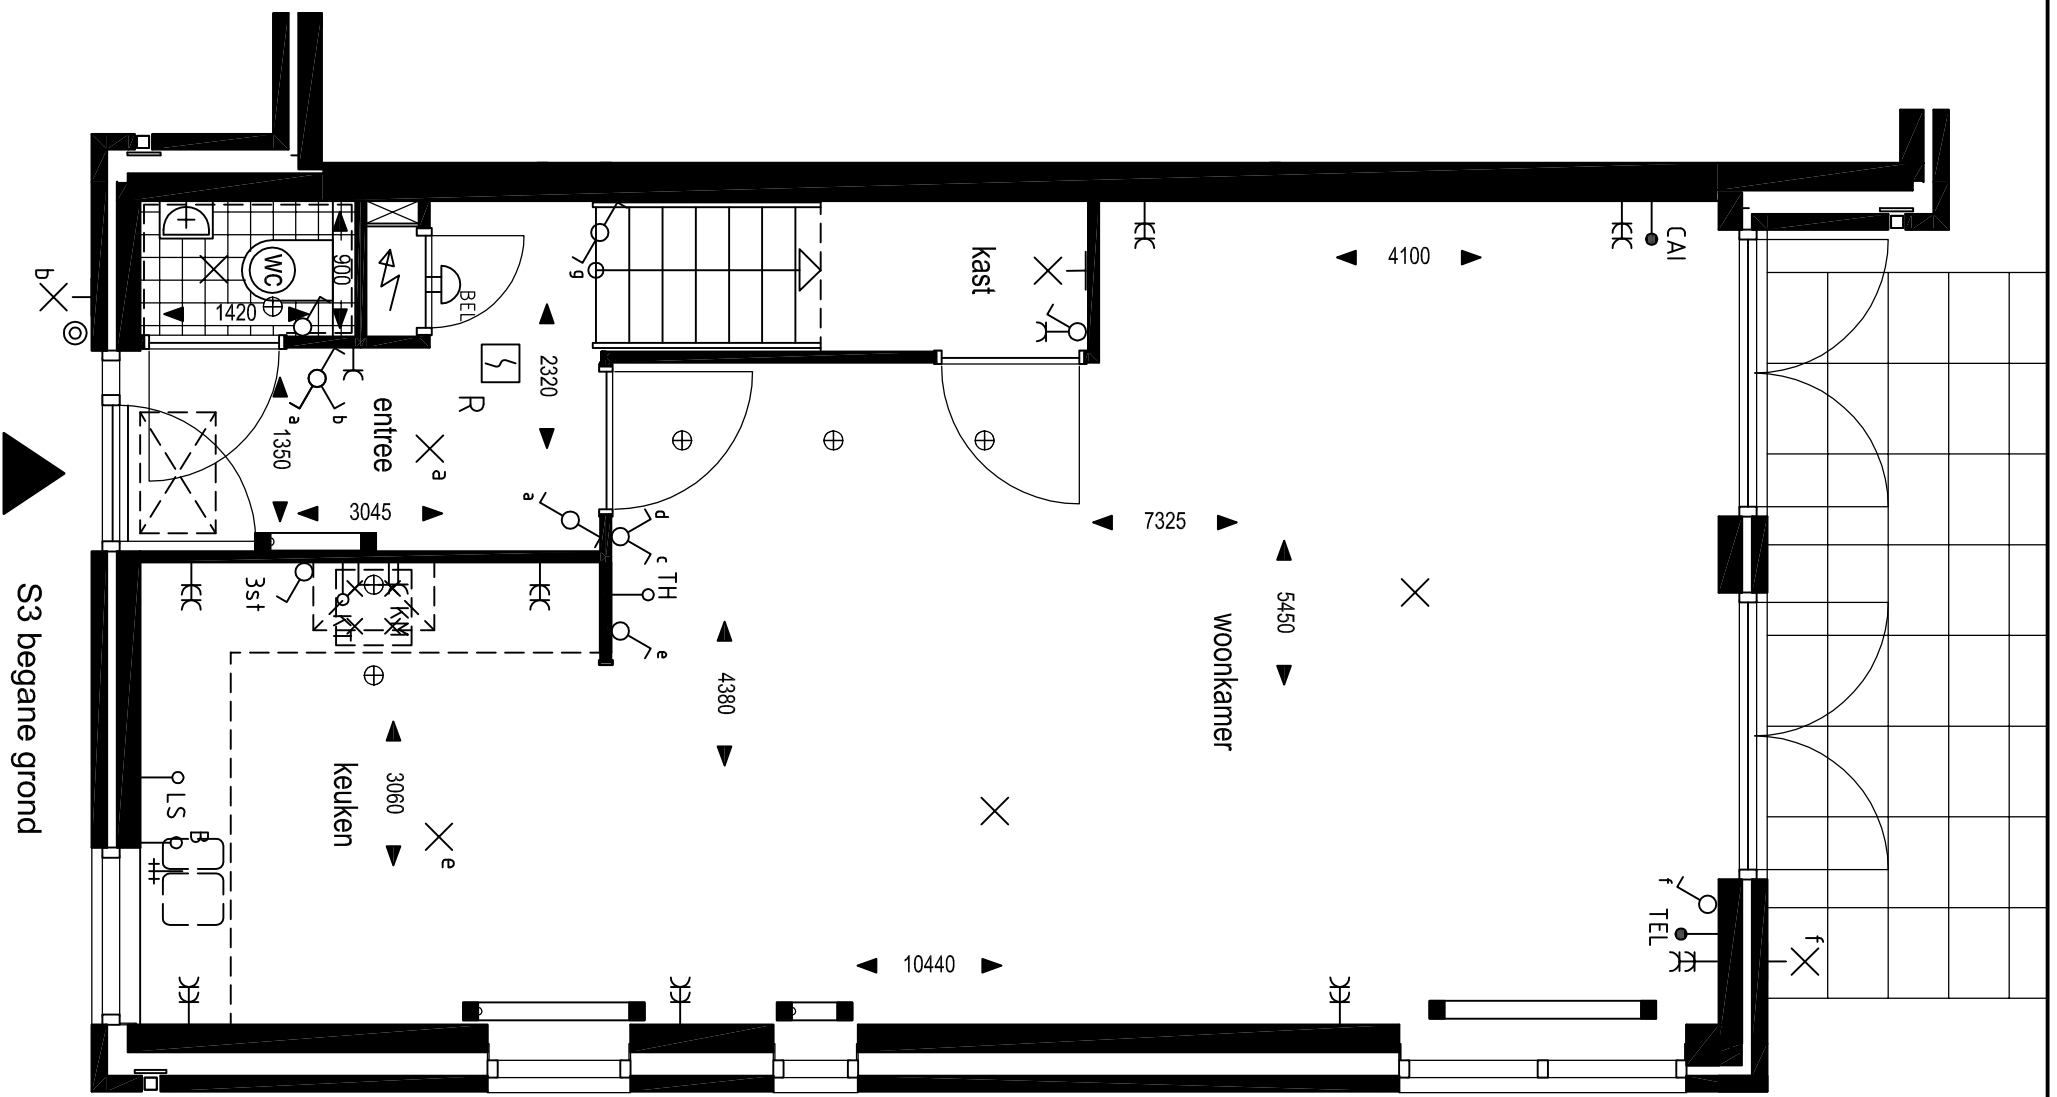 CAI
4100
kast
g
BEL
WC
900
1420
b
2320
R
entree
b
a
1350
a
3045
a
d
c
TH
e
7325
5450
woonkamer
3st
4380
3060
keuken
e
LS
B
S3 begane grond
10440
f
TEL
f